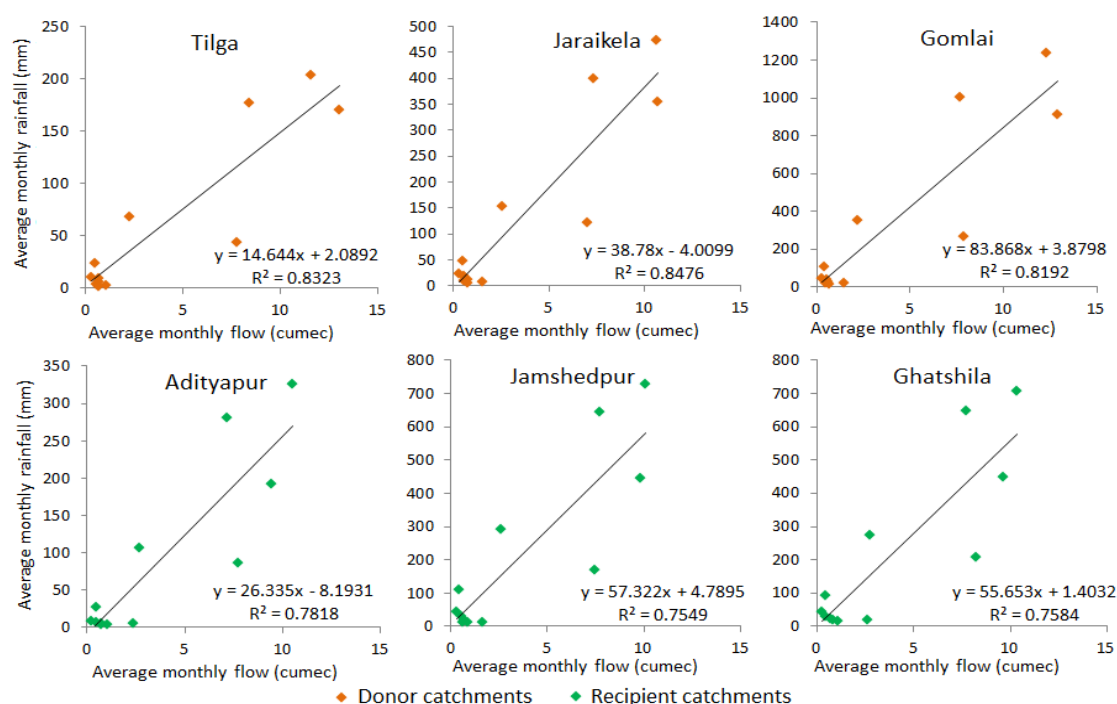 Tilga
Average monthly rainfall (mm)
250
200
150
100
50
0
y = 14.644x + 2.0892
R² = 0.8323
0 5 10 15
Average monthly flow (cumec)
Jaraikela
500
450
400
350
300
250
200
150
100
50
0
y = 38.78x - 4.0099
R² = 0.8476
0 5 10 15
Average monthly flow (cumec)
Gomlai
1400
1200
1000
800
600
400
200
0
y = 83.868x + 3.8798
R² = 0.8192
0 5 10 15
Average monthly flow (cumec)
Adityapur
Average monthly rainfall (mm)
350
300
250
200
150
100
50
0
y = 26.335x - 8.1931
R² = 0.7818
0 5 10 15
Average monthly flow (cumec)
Jamshedpur
800
700
600
500
400
300
200
100
0
y = 57.322x + 4.7895
R² = 0.7549
0 5 10 15
Average monthly flow (cumec)
Ghatshila
800
700
600
500
400
300
200
100
0
y = 55.653x + 1.4032
R² = 0.7584
0 5 10 15
Average monthly flow (cumec)
Donor catchments Recipient catchments